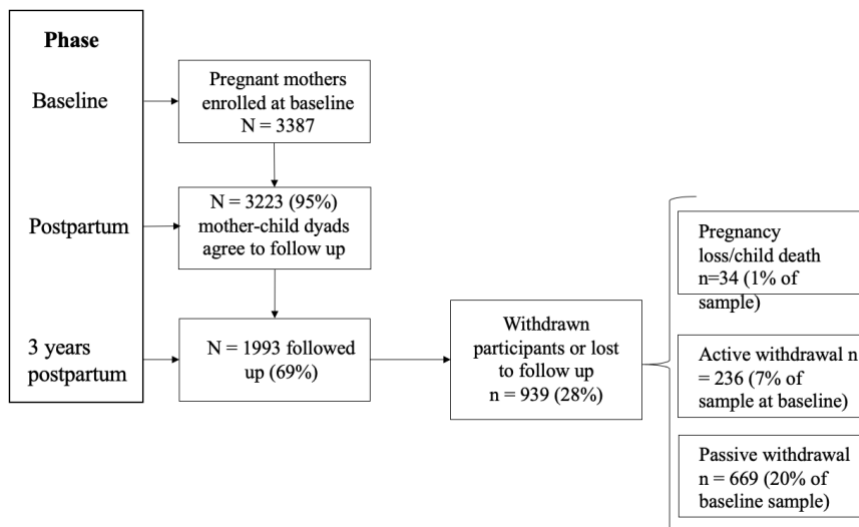 Phase
Baseline
Pregnant mothers
enrolled at baseline
N = 3387
Postpartum
N = 3223 (95%)
mother-child dyads
agree to follow up
3 years
postpartum
N = 1993 followed
up (69%)
Withdrawn
participants or lost
to follow up
n = 939 (28%)
Pregnancy
loss/child death
n=34 (1% of
sample)
Active withdrawal n
= 236 (7% of
sample at baseline)
Passive withdrawal
n = 669 (20% of
baseline sample)